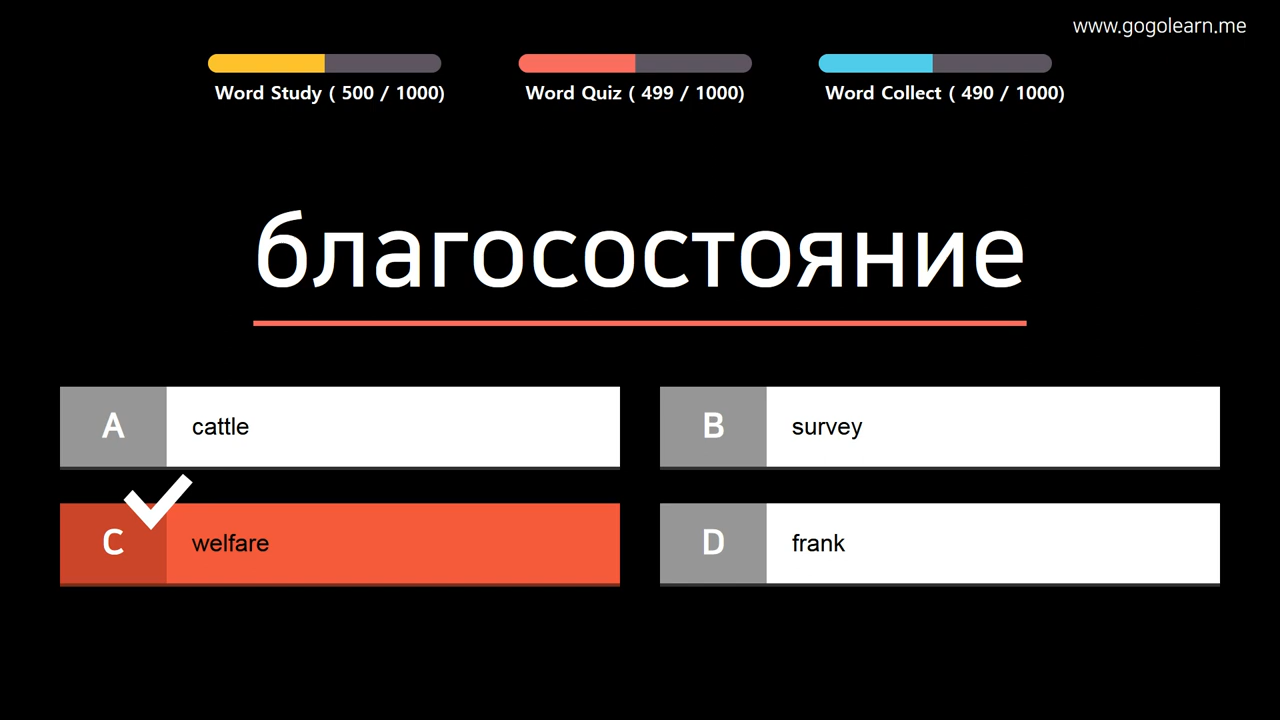 www.gogolearn.me
Word Study ( 500 / 1000)
Word Quiz ( 499 / 1000)
Word Collect ( 490 / 1000)
благосостояние
A cattle
B survey
C welfare
D frank